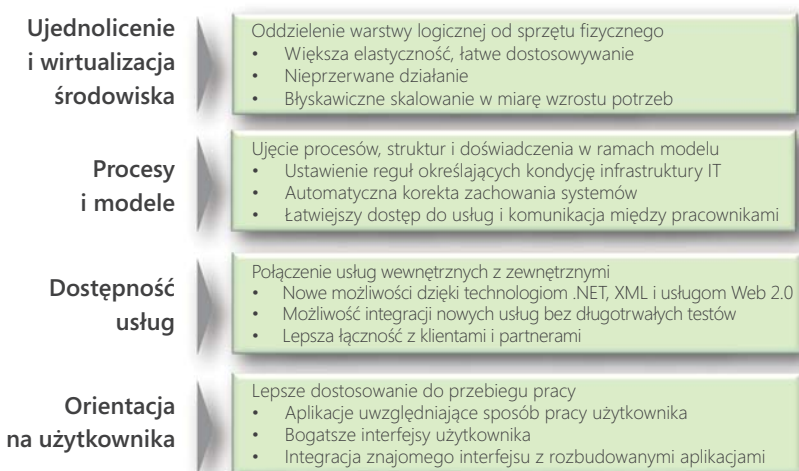 Ujednolicenie
i wirtualizacja
środowiska
Oddzielenie warstwy logicznej od sprzętu fizycznego
• Większa elastyczność, łatwe dostosowywanie
• Nieprzerwane działanie
• Błyskawiczne skalowanie w miarę wzrostu potrzeb
Procesy
i modele
Ujęcie procesów, struktur i doświadczenia w ramach modelu
• Ustawienie reguł określających kondycję infrastruktury IT
• Automatyczna korekta zachowania systemów
• Łatwiejszy dostęp do usług i komunikacja między pracownikami
Dostępność
usług
Połączenie usług wewnętrznych z zewnętrznymi
• Nowe możliwości dzięki technologiom .NET, XML i usługom Web 2.0
• Możliwość integracji nowych usług bez długotrwałych testów
• Lepsza łączność z klientami i partnerami
Orientacja
na użytkownika
Lepsze dostosowanie do przebiegu pracy
• Aplikacje uwzględniające sposób pracy użytkownika
• Bogatsze interfejsy użytkownika
• Integracja znajomego interfejsu z rozbudowanymi aplikacjami